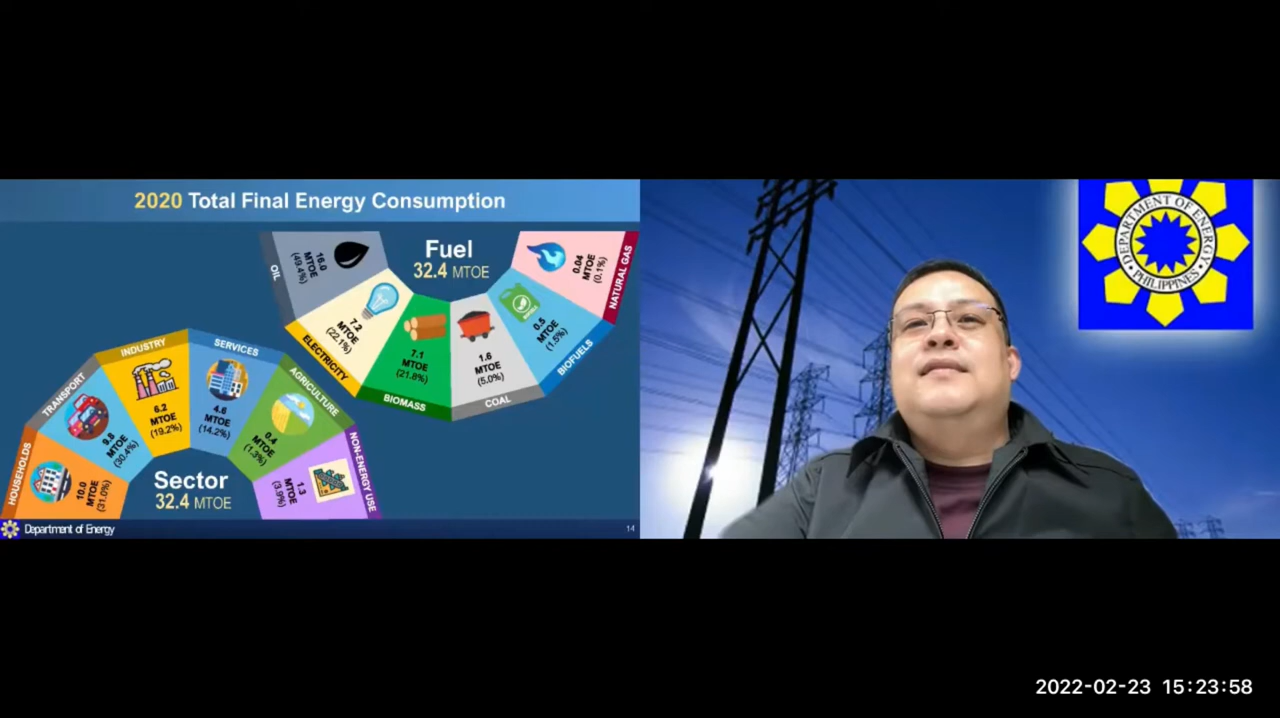 2020 Total Final Energy Consumption
Fuel
32.4 MTOE
OIL
16.0
MTOE
(49.4%)
ELECTRICITY
7.2
MTOE
(22.1%)
BIOMASS
7.1
MTOE
(21.8%)
COAL
1.6
MTOE
(5.0%)
BIOFUELS
0.5
MTOE
(1.5%)
NATURAL GAS
0.04
MTOE
(0.1%)
HOUSEHOLDS
10.0
MTOE
(31.0%)
TRANSPORT
9.8
MTOE
(30.4%)
INDUSTRY
6.2
MTOE
(19.2%)
SERVICES
4.6
MTOE
(14.2%)
AGRICULTURE
0.4
MTOE
(1.3%)
NON-ENERGY USE
1.3
MTOE
(3.9%)
Sector
32.4 MTOE
Department of Energy
14
DEPARTMENT OF ENERGY
PHILIPPINES
2022-02-23 15:23:58